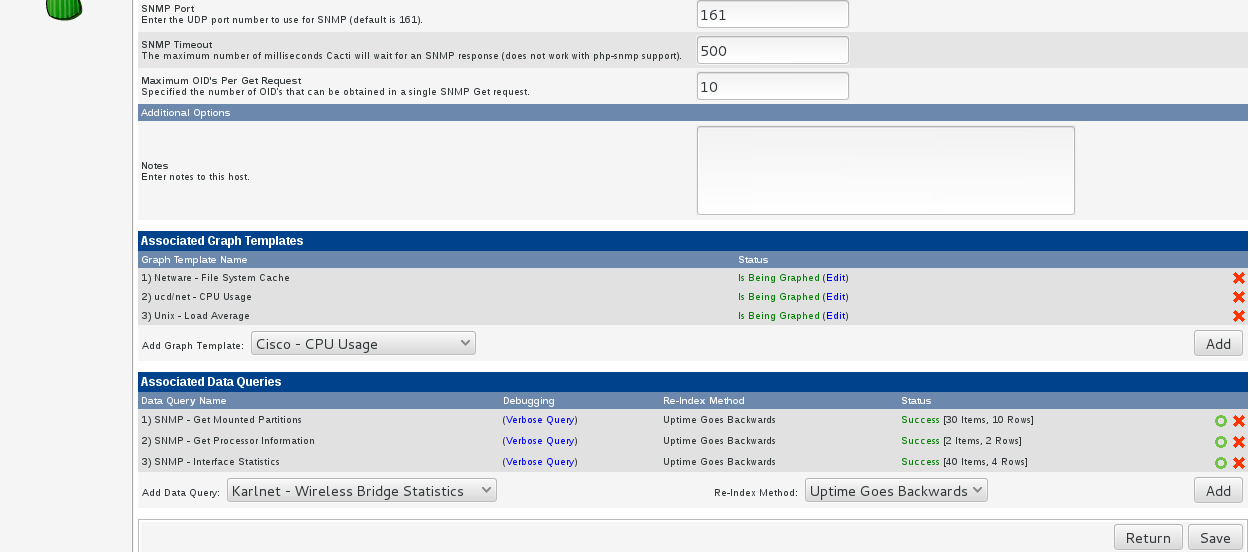 SNMP Port
Enter the UDP port number to use for SNMP (default is 161).
161
SNMP Timeout
The maximum number of milliseconds Cacti will wait for an SNMP response (does not work with php-snmp support).
500
Maximum OID's Per Get Request
Specified the number of OID's that can be obtained in a single SNMP Get request.
10
Additional Options
Notes
Enter notes to this host.
Associated Graph Templates
Graph Template Name Status
1) Netware - File System Cache Is Being Graphed (Edit)
2) ucd/net - CPU Usage Is Being Graphed (Edit)
3) Unix - Load Average Is Being Graphed (Edit)
Add Graph Template: Cisco - CPU Usage Add
Associated Data Queries
Data Query Name Debugging Re-Index Method Status
1) SNMP - Get Mounted Partitions (Verbose Query) Uptime Goes Backwards Success [30 Items, 10 Rows]
2) SNMP - Get Processor Information (Verbose Query) Uptime Goes Backwards Success [2 Items, 2 Rows]
3) SNMP - Interface Statistics (Verbose Query) Uptime Goes Backwards Success [40 Items, 4 Rows]
Add Data Query: Karlnet - Wireless Bridge Statistics Re-Index Method: Uptime Goes Backwards Add
Return Save